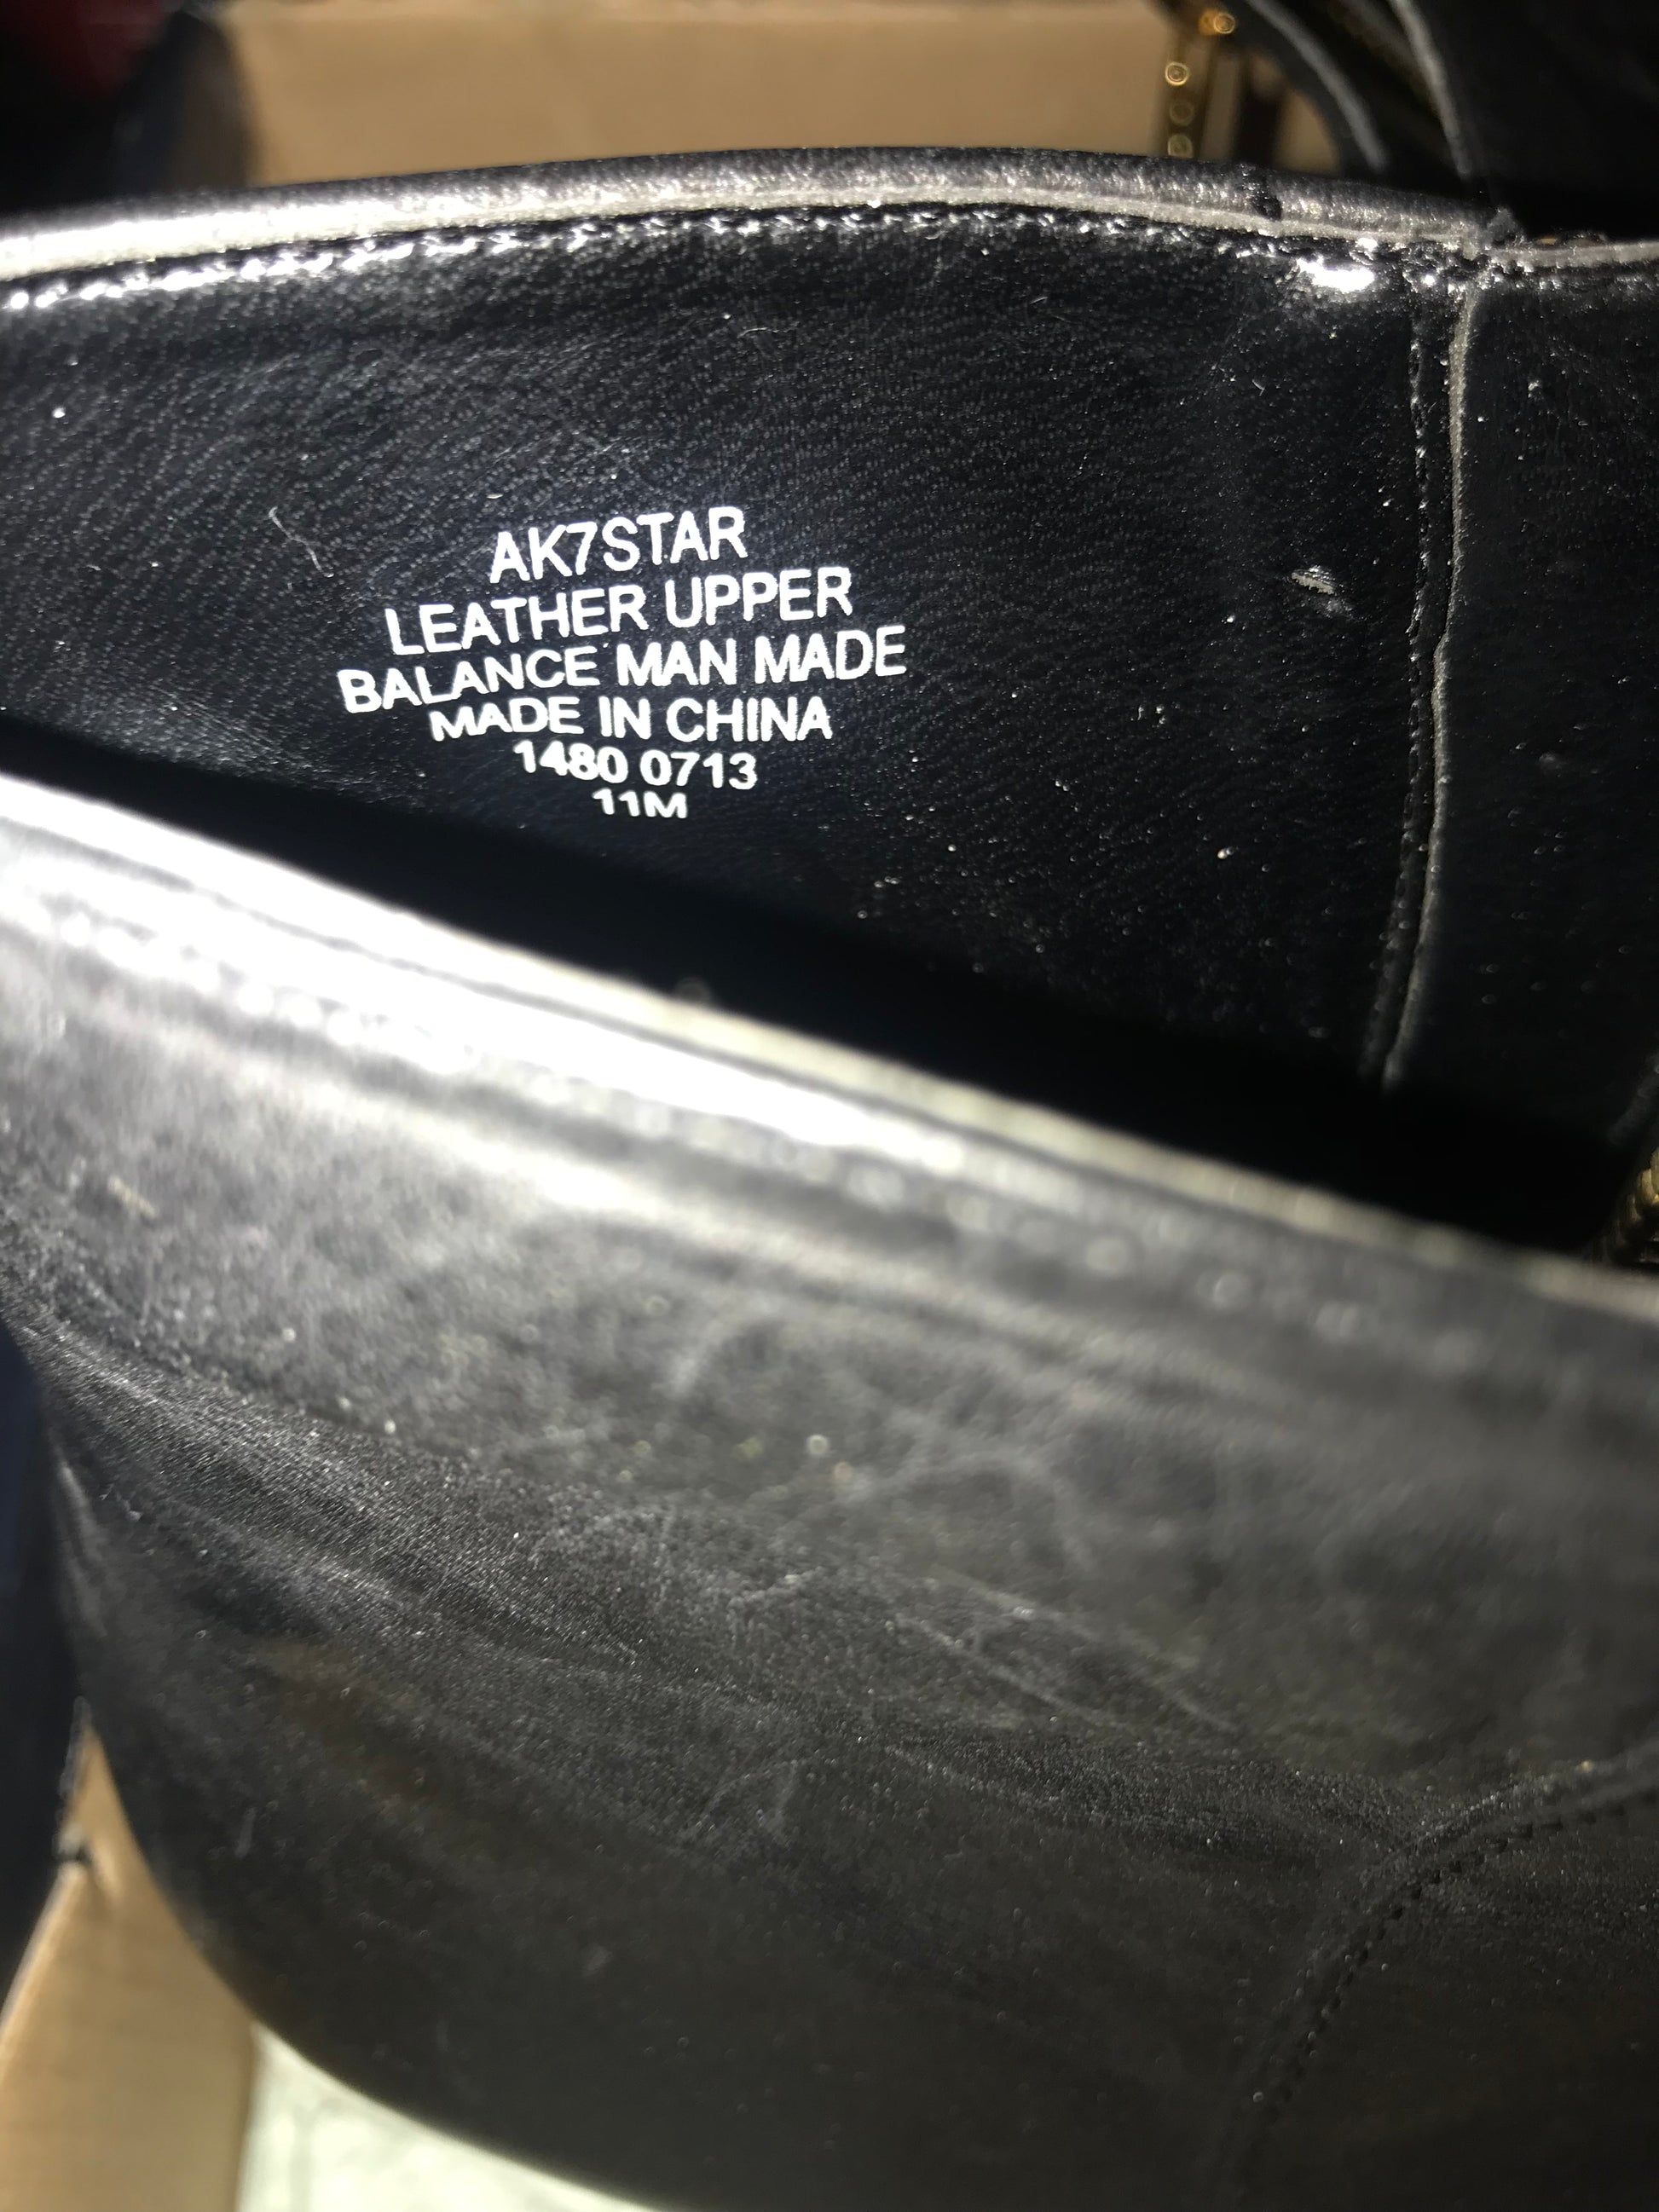 AK7STAR
LEATHER UPPER
BALANCE MAN MADE
MADE IN CHINA
1480 0713
11M